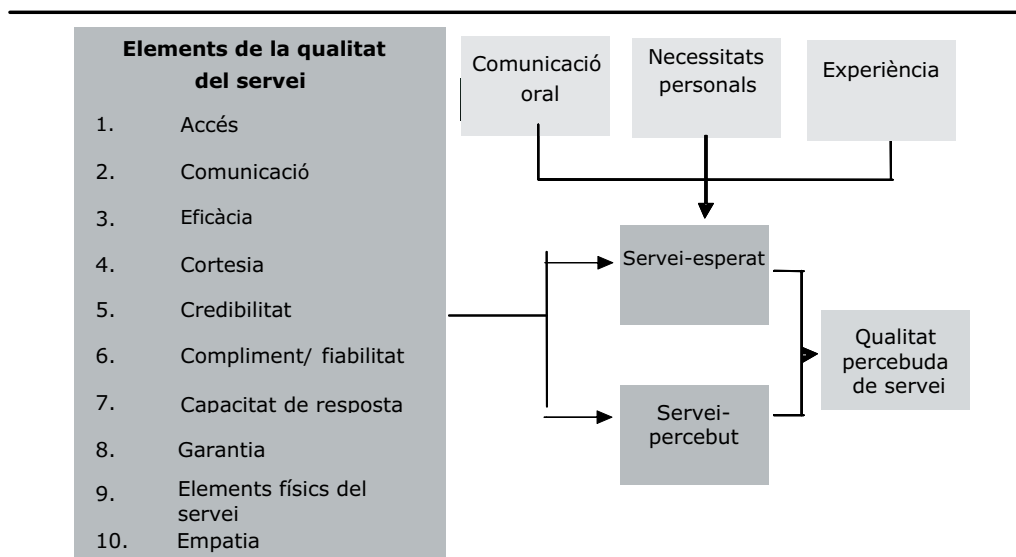 Elements de la qualitat
del servei
1. Accés
2. Comunicació
3. Eficàcia
4. Cortesia
5. Credibilitat
6. Compliment/ fiabilitat
7. Capacitat de resposta
8. Garantia
9. Elements físics del
servei
10. Empatia
Comunicació
oral
Necessitats
personals
Experiència
Servei-esperat
Servei-
percebut
Qualitat
percebuda
de servei